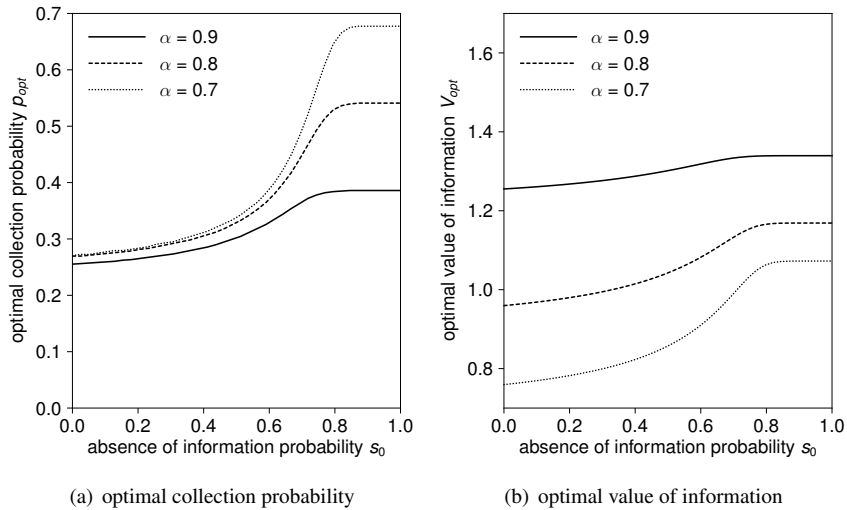 0.7
0.6
0.5
0.4
0.3
0.2
0.1
0.0
optimal collection probability p_opt
α = 0.9
α = 0.8
α = 0.7
0.0 0.2 0.4 0.6 0.8 1.0
absence of information probability s_0
(a) optimal collection probability
1.6
1.4
1.2
1.0
0.8
optimal value of information V_opt
α = 0.9
α = 0.8
α = 0.7
0.0 0.2 0.4 0.6 0.8 1.0
absence of information probability s_0
(b) optimal value of information